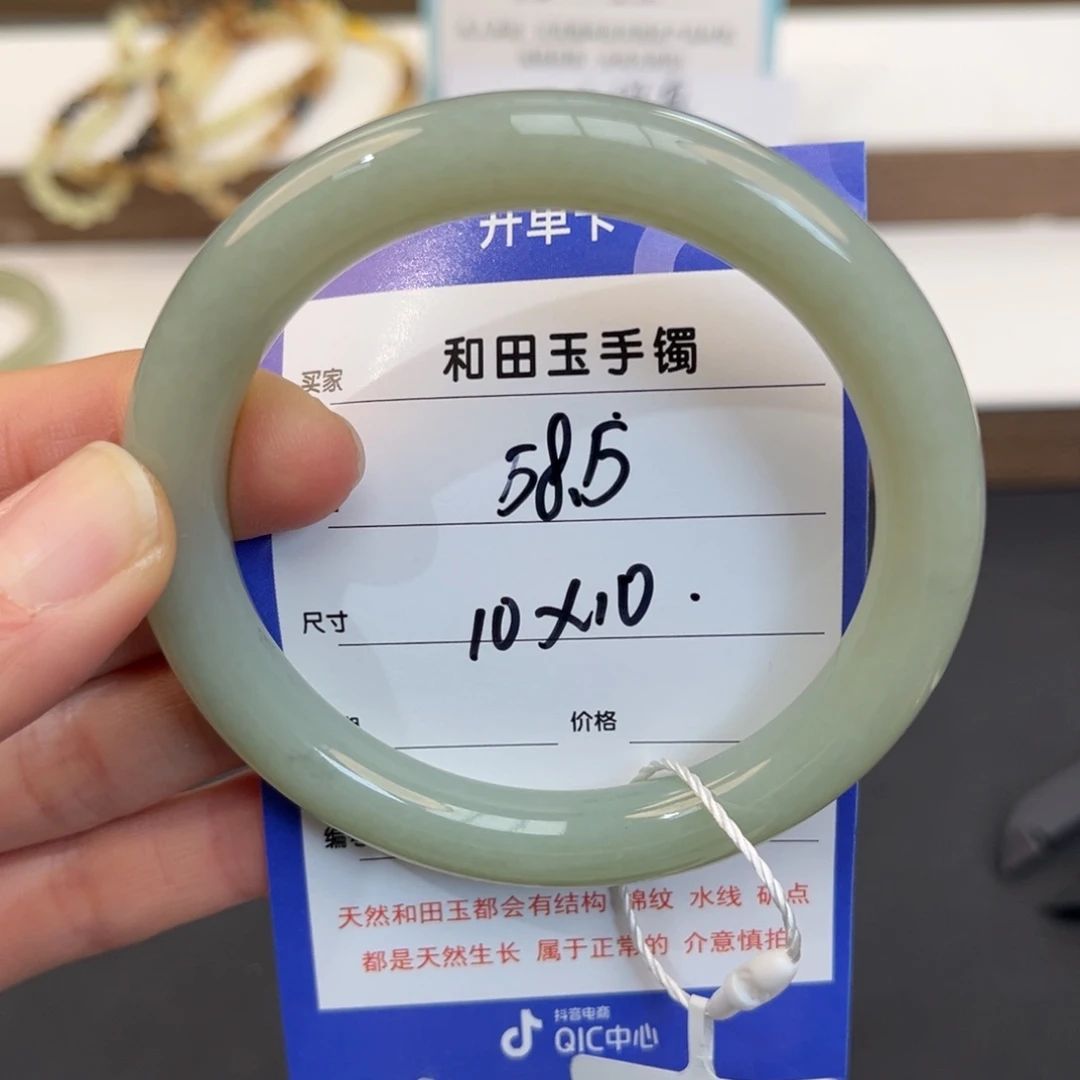 开单卡
买家 和田玉手镯
58.5
尺寸 10×10.
价格
天然和田玉都会有结构 棉纹 水线 矿点
都是天然生长 属于正常的 介意慎拍
抖音电商
QIC中心